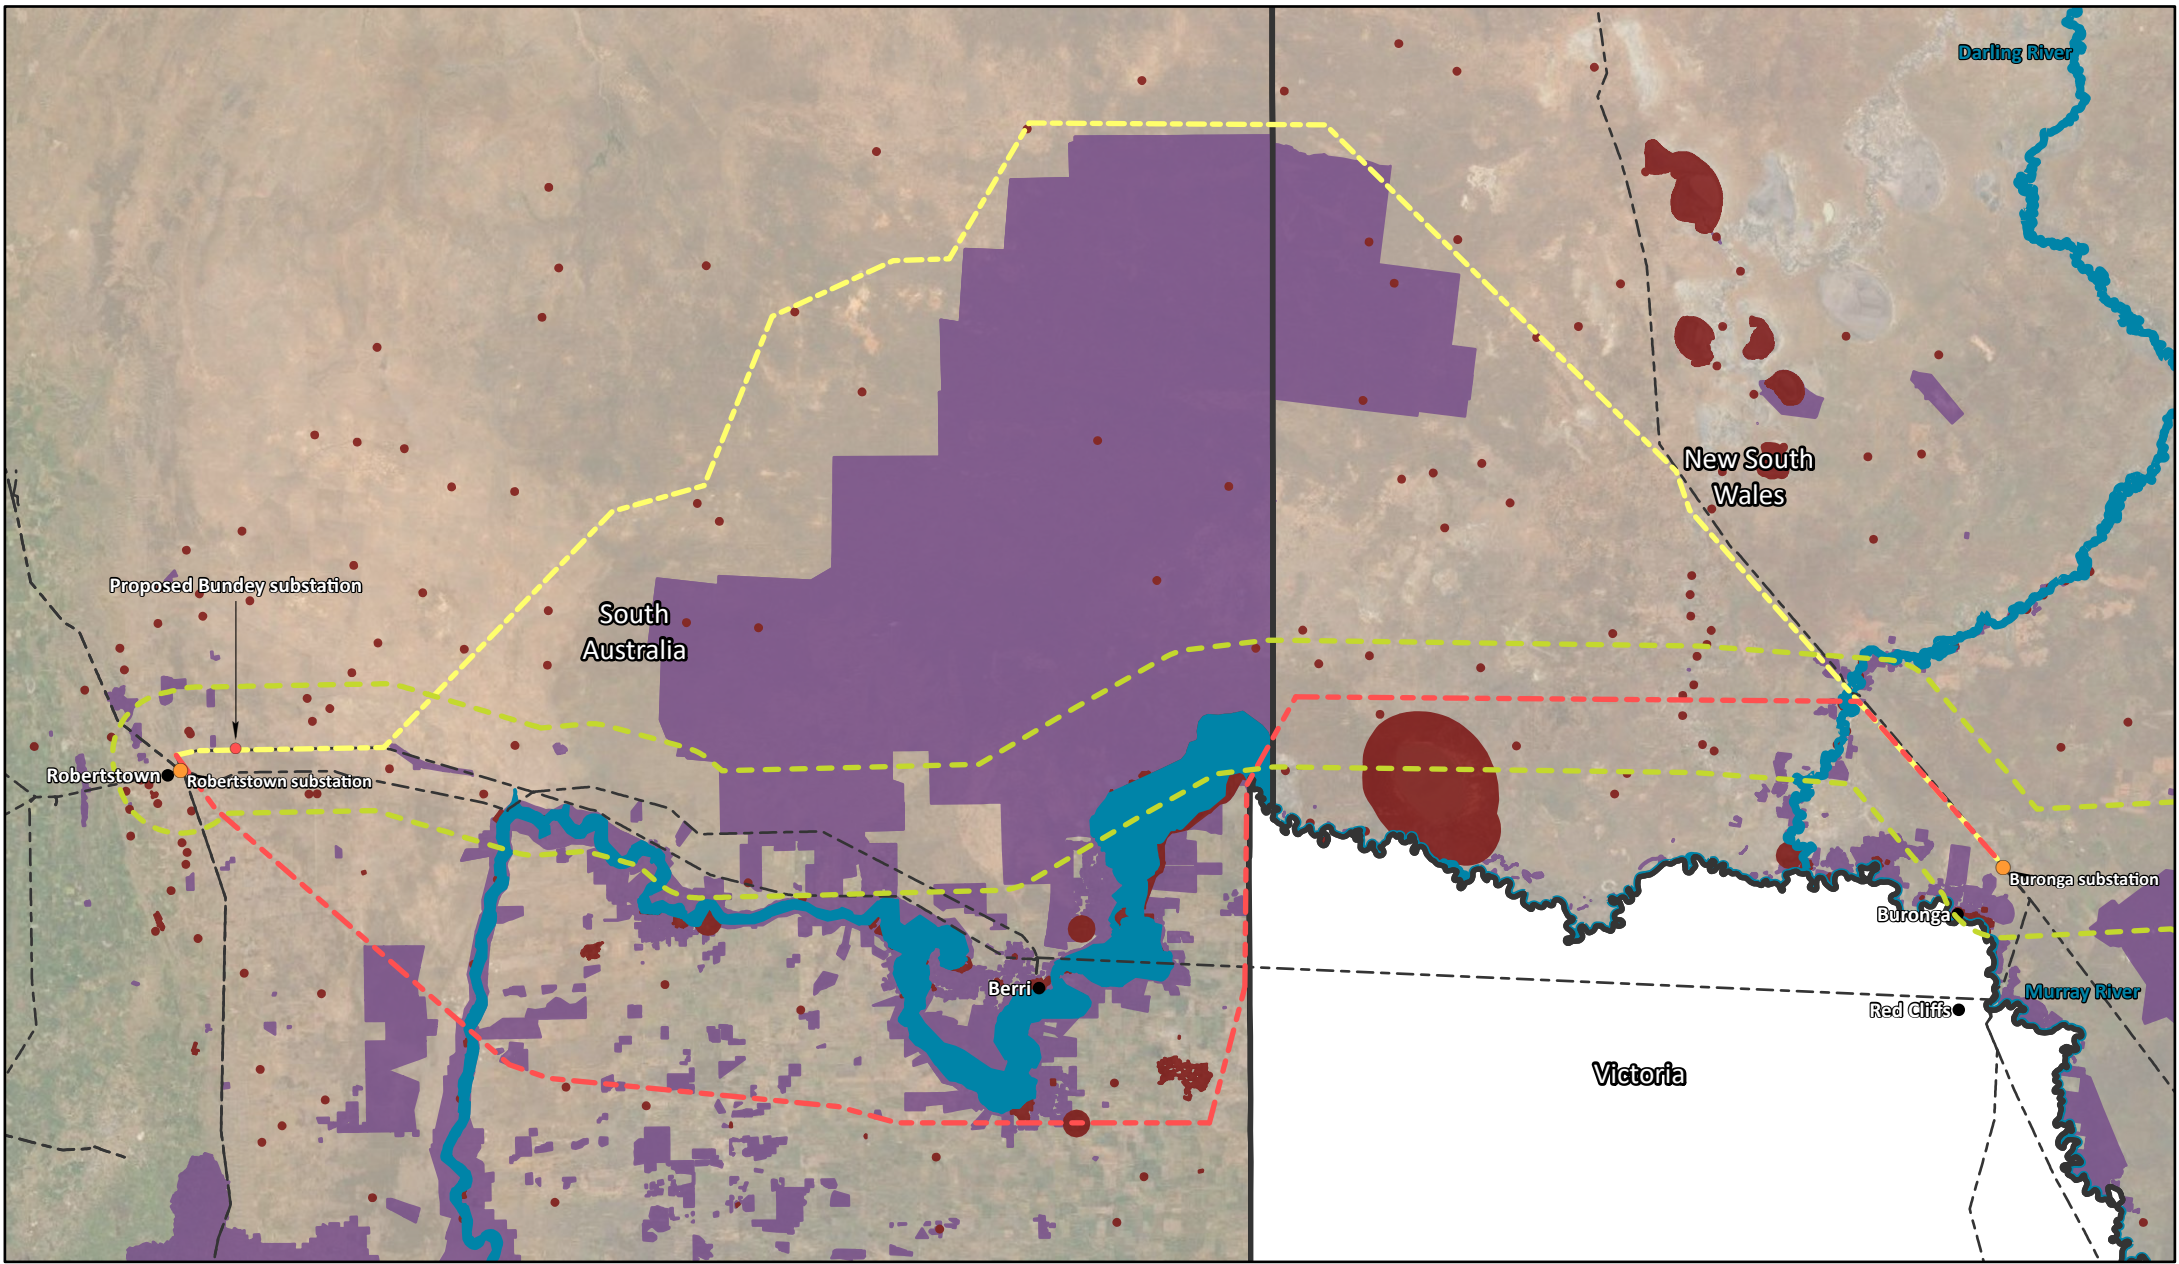 Darling River
New South
Wales
Proposed Bundey substation
South
Australia
Robertstown
Robertstown substation
Buronga substation
Buronga
Berri
Murray River
Red Cliffs
Victoria